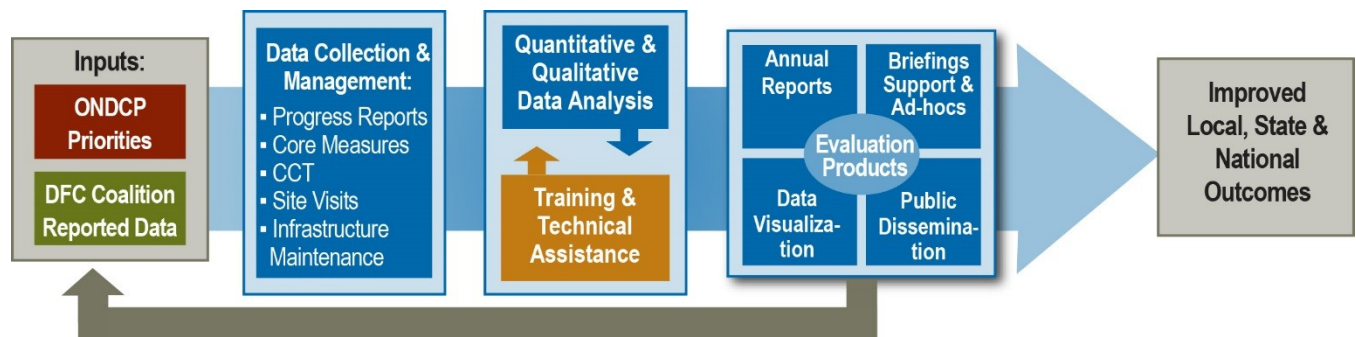 Inputs:
ONDCP
Priorities
DFC Coalition
Reported Data
Data Collection &
Management:
▪ Progress Reports
▪ Core Measures
▪ CCT
▪ Site Visits
▪ Infrastructure
Maintenance
Quantitative &
Qualitative
Data Analysis
Training &
Technical
Assistance
Annual
Reports
Briefings
Support &
Ad-hocs
Evaluation
Products
Data
Visualiza-
tion
Public
Dissemina-
tion
Improved
Local, State &
National
Outcomes